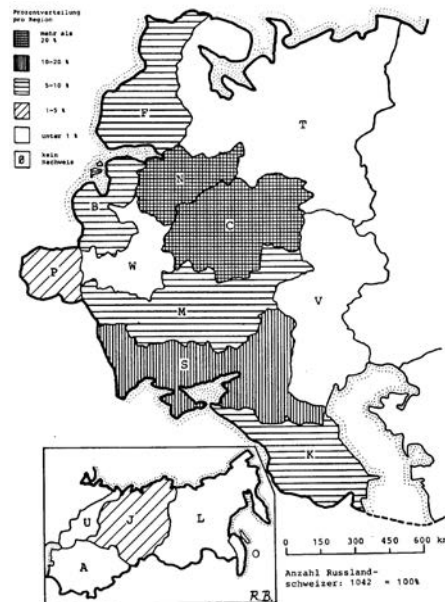 Prozentverteilung
pro Region
mehr als
20 %
10-20 %
5-10 %
1-5 %
unter 1 %
Ø kein
Nachweis
F
T
N
B
C
P
W
M
V
S
K
U
J
L
A
O
R.B.
0 150 300 450 600 km
Anzahl Russland-
schweizer: 1042 = 100%